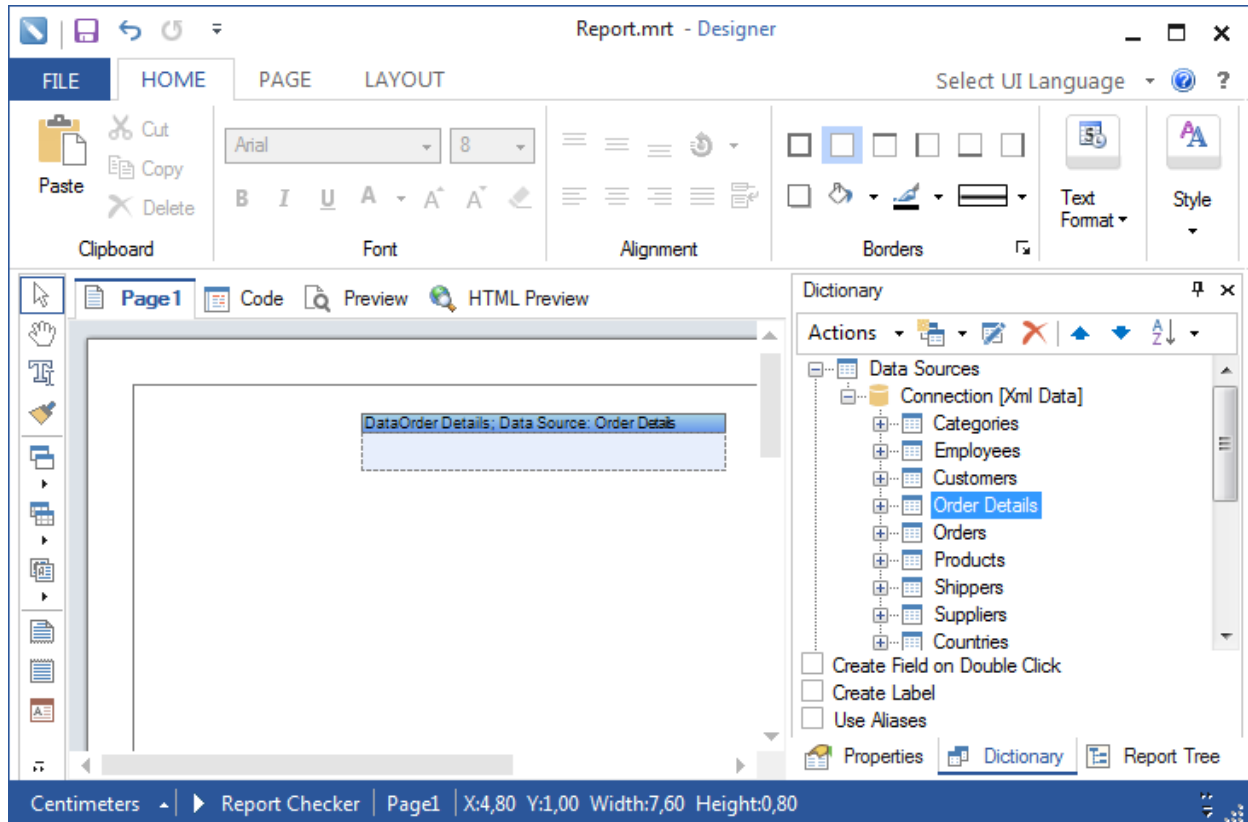 Report.mrt - Designer
FILE HOME PAGE LAYOUT Select UI Language ?
Paste
Cut
Copy
Delete
Clipboard
Arial 8
B I U A A A
Font
Alignment
Borders
Text Format
Style
Page1 Code Preview HTML Preview
DataOrder Details; Data Source: Order Details
Dictionary
Actions
Data Sources
Connection [Xml Data]
Categories
Employees
Customers
Order Details
Orders
Products
Shippers
Suppliers
Countries
Create Field on Double Click
Create Label
Use Aliases
Properties Dictionary Report Tree
Centimeters Report Checker Page1 X:4,80 Y:1,00 Width:7,60 Height:0,80